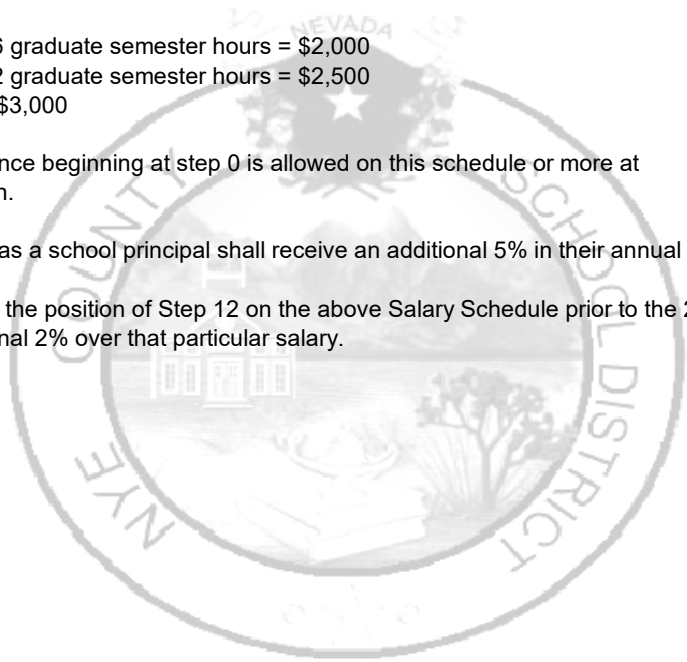 NEVADA
6 graduate semester hours = $2,000
2 graduate semester hours = $2,500
$3,000
nce beginning at step 0 is allowed on this schedule or more at
n.
as a school principal shall receive an additional 5% in their annual
the position of Step 12 on the above Salary Schedule prior to the 2
nal 2% over that particular salary.
NYE COUNTY SCHOOL DISTRICT